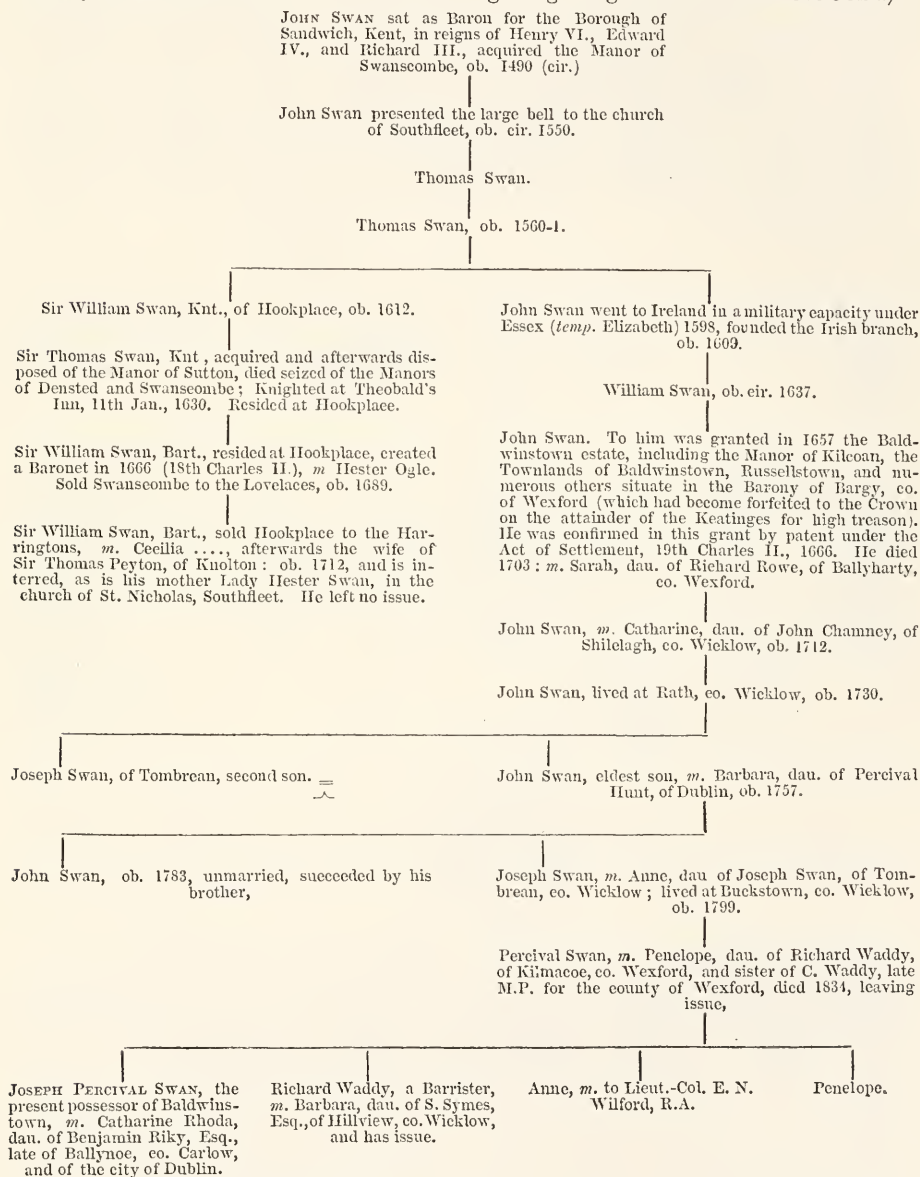 JOHN SWAN sat as Baron for the Borough of
Sandwich, Kent, in reigns of Henry VI., Edward
IV., and Richard III., acquired the Manor of
Swanscombe, ob. 1490 (cir.)
John Swan presented the large bell to the church
of Southfleet, ob. cir. 1550.
Thomas Swan.
Thomas Swan, ob. 1560-1.
Sir William Swan, Knt., of Hookplace, ob. 1612.
Sir Thomas Swan, Knt, acquired and afterwards dis-
posed of the Manor of Sutton, died seized of the Manors
of Densted and Swanscombe; Knighted at Theobald's
Inn, 11th Jan., 1630. Resided at Hookplace.
Sir William Swan, Bart., resided at Hookplace, created
a Baronet in 1666 (18th Charles II.), m Hester Ogle.
Sold Swanscombe to the Lovelaces, ob. 1689.
Sir William Swan, Bart., sold Hookplace to the Har-
ringtons, m. Cecilia ...., afterwards the wife of
Sir Thomas Peyton, of Knolton: ob. 1712, and is in-
terred, as is his mother Lady Hester Swan, in the
church of St. Nicholas, Southfleet. He left no issue.
John Swan went to Ireland in a military capacity under
Essex (temp. Elizabeth) 1598, founded the Irish branch,
ob. 1609.
William Swan, ob. cir. 1637.
John Swan. To him was granted in 1657 the Bald-
winstown estate, including the Manor of Kilcoan, the
Townlands of Baldwinstown, Russellstown, and nu-
merous others situate in the Barony of Bargy, co.
of Wexford (which had become forfeited to the Crown
on the attainder of the Keatinges for high treason).
He was confirmed in this grant by patent under the
Act of Settlement, 19th Charles II., 1666. He died
1703: m. Sarah, dau. of Richard Rowe, of Ballyharty,
co. Wexford.
John Swan, m. Catharine, dau. of John Chamney, of
Shilelagh, co. Wicklow, ob. 1712.
John Swan, lived at Rath, co. Wicklow, ob. 1730.
Joseph Swan, of Tombrean, second son. =
John Swan, eldest son, m. Barbara, dau. of Percival
Hunt, of Dublin, ob. 1757.
John Swan, ob. 1783, unmarried, succeeded by his
brother,
Joseph Swan, m. Anne, dau of Joseph Swan, of Tom-
brean, co. Wicklow; lived at Buckstown, co. Wicklow,
ob. 1799.
Percival Swan, m. Penelope, dau. of Richard Waddy,
of Kilmacoe, co. Wexford, and sister of C. Waddy, late
M.P. for the county of Wexford, died 1834, leaving
issue,
JOSEPH PERCIVAL SWAN, the
present possessor of Baldwins-
town, m. Catharine Rhoda,
dau. of Benjamin Riky, Esq.,
late of Ballynoe, co. Carlow,
and of the city of Dublin.
Richard Waddy, a Barrister,
m. Barbara, dau. of S. Symes,
Esq., of Hillview, co. Wicklow,
and has issue.
Anne, m. to Lieut.-Col. E. N.
Wilford, R.A.
Penelope.